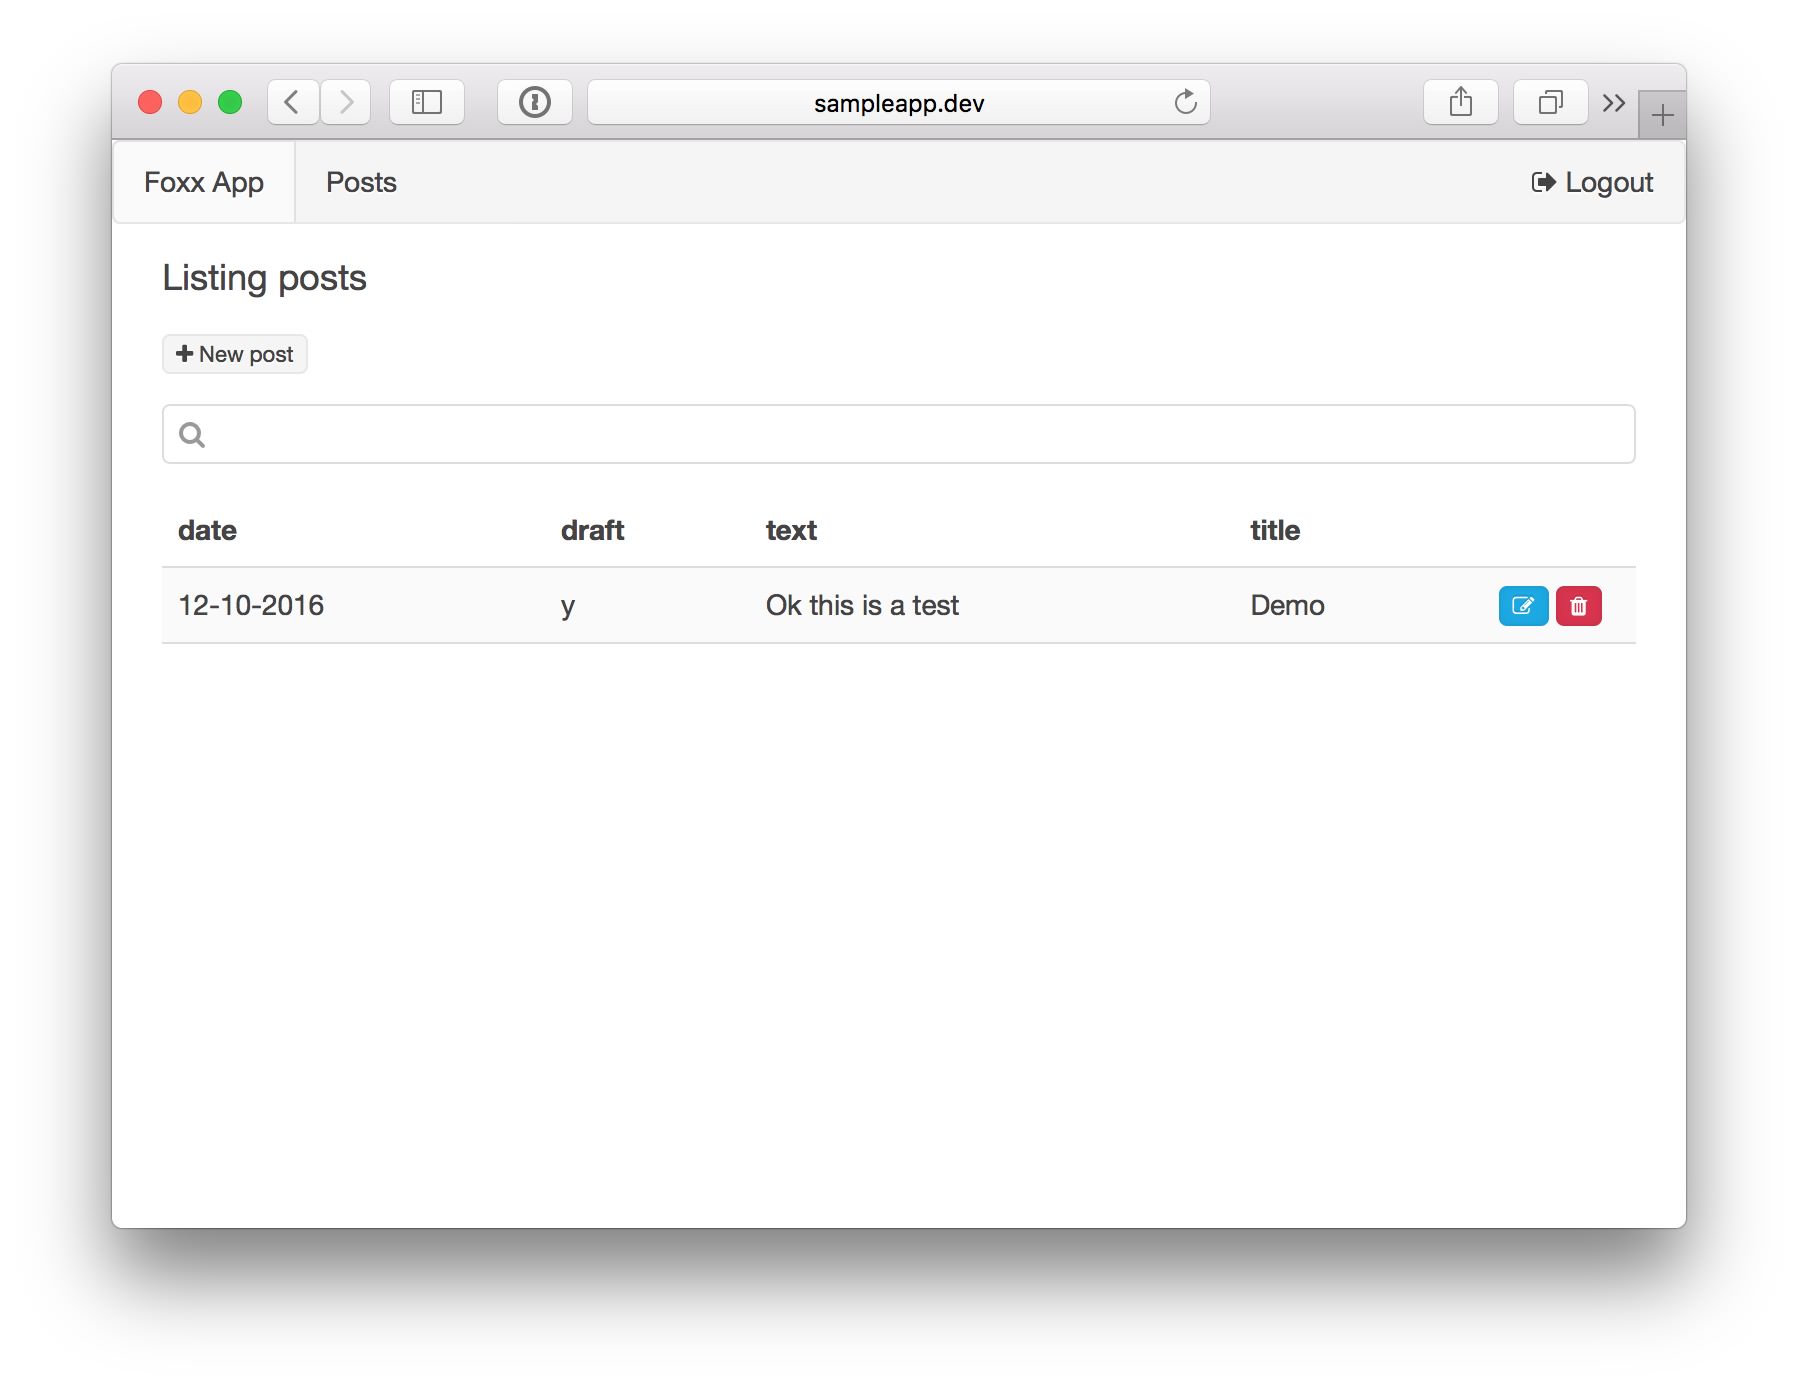 sampleapp.dev
Foxx App Posts Logout
Listing posts
New post
date draft text title
12-10-2016 y Ok this is a test Demo